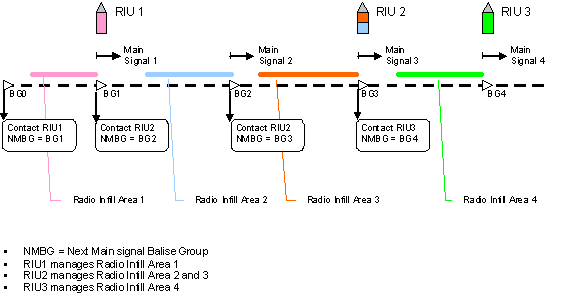 RIU 1
RIU 2
RIU 3
Main
Signal 1
Main
Signal 2
Main
Signal 3
Main
Signal 4
BG0
BG1
BG2
BG3
BG4
Contact RIU1
NMBG = BG1
Contact RIU2
NMBG = BG2
Contact RIU2
NMBG = BG3
Contact RIU3
NMBG = BG4
Radio Infill Area 1
Radio Infill Area 2
Radio Infill Area 3
Radio Infill Area 4
• NMBG = Next Main signal Balise Group
• RIU1 manages Radio Infill Area 1
• RIU2 manages Radio Infill Area 2 and 3
• RIU3 manages Radio Infill Area 4